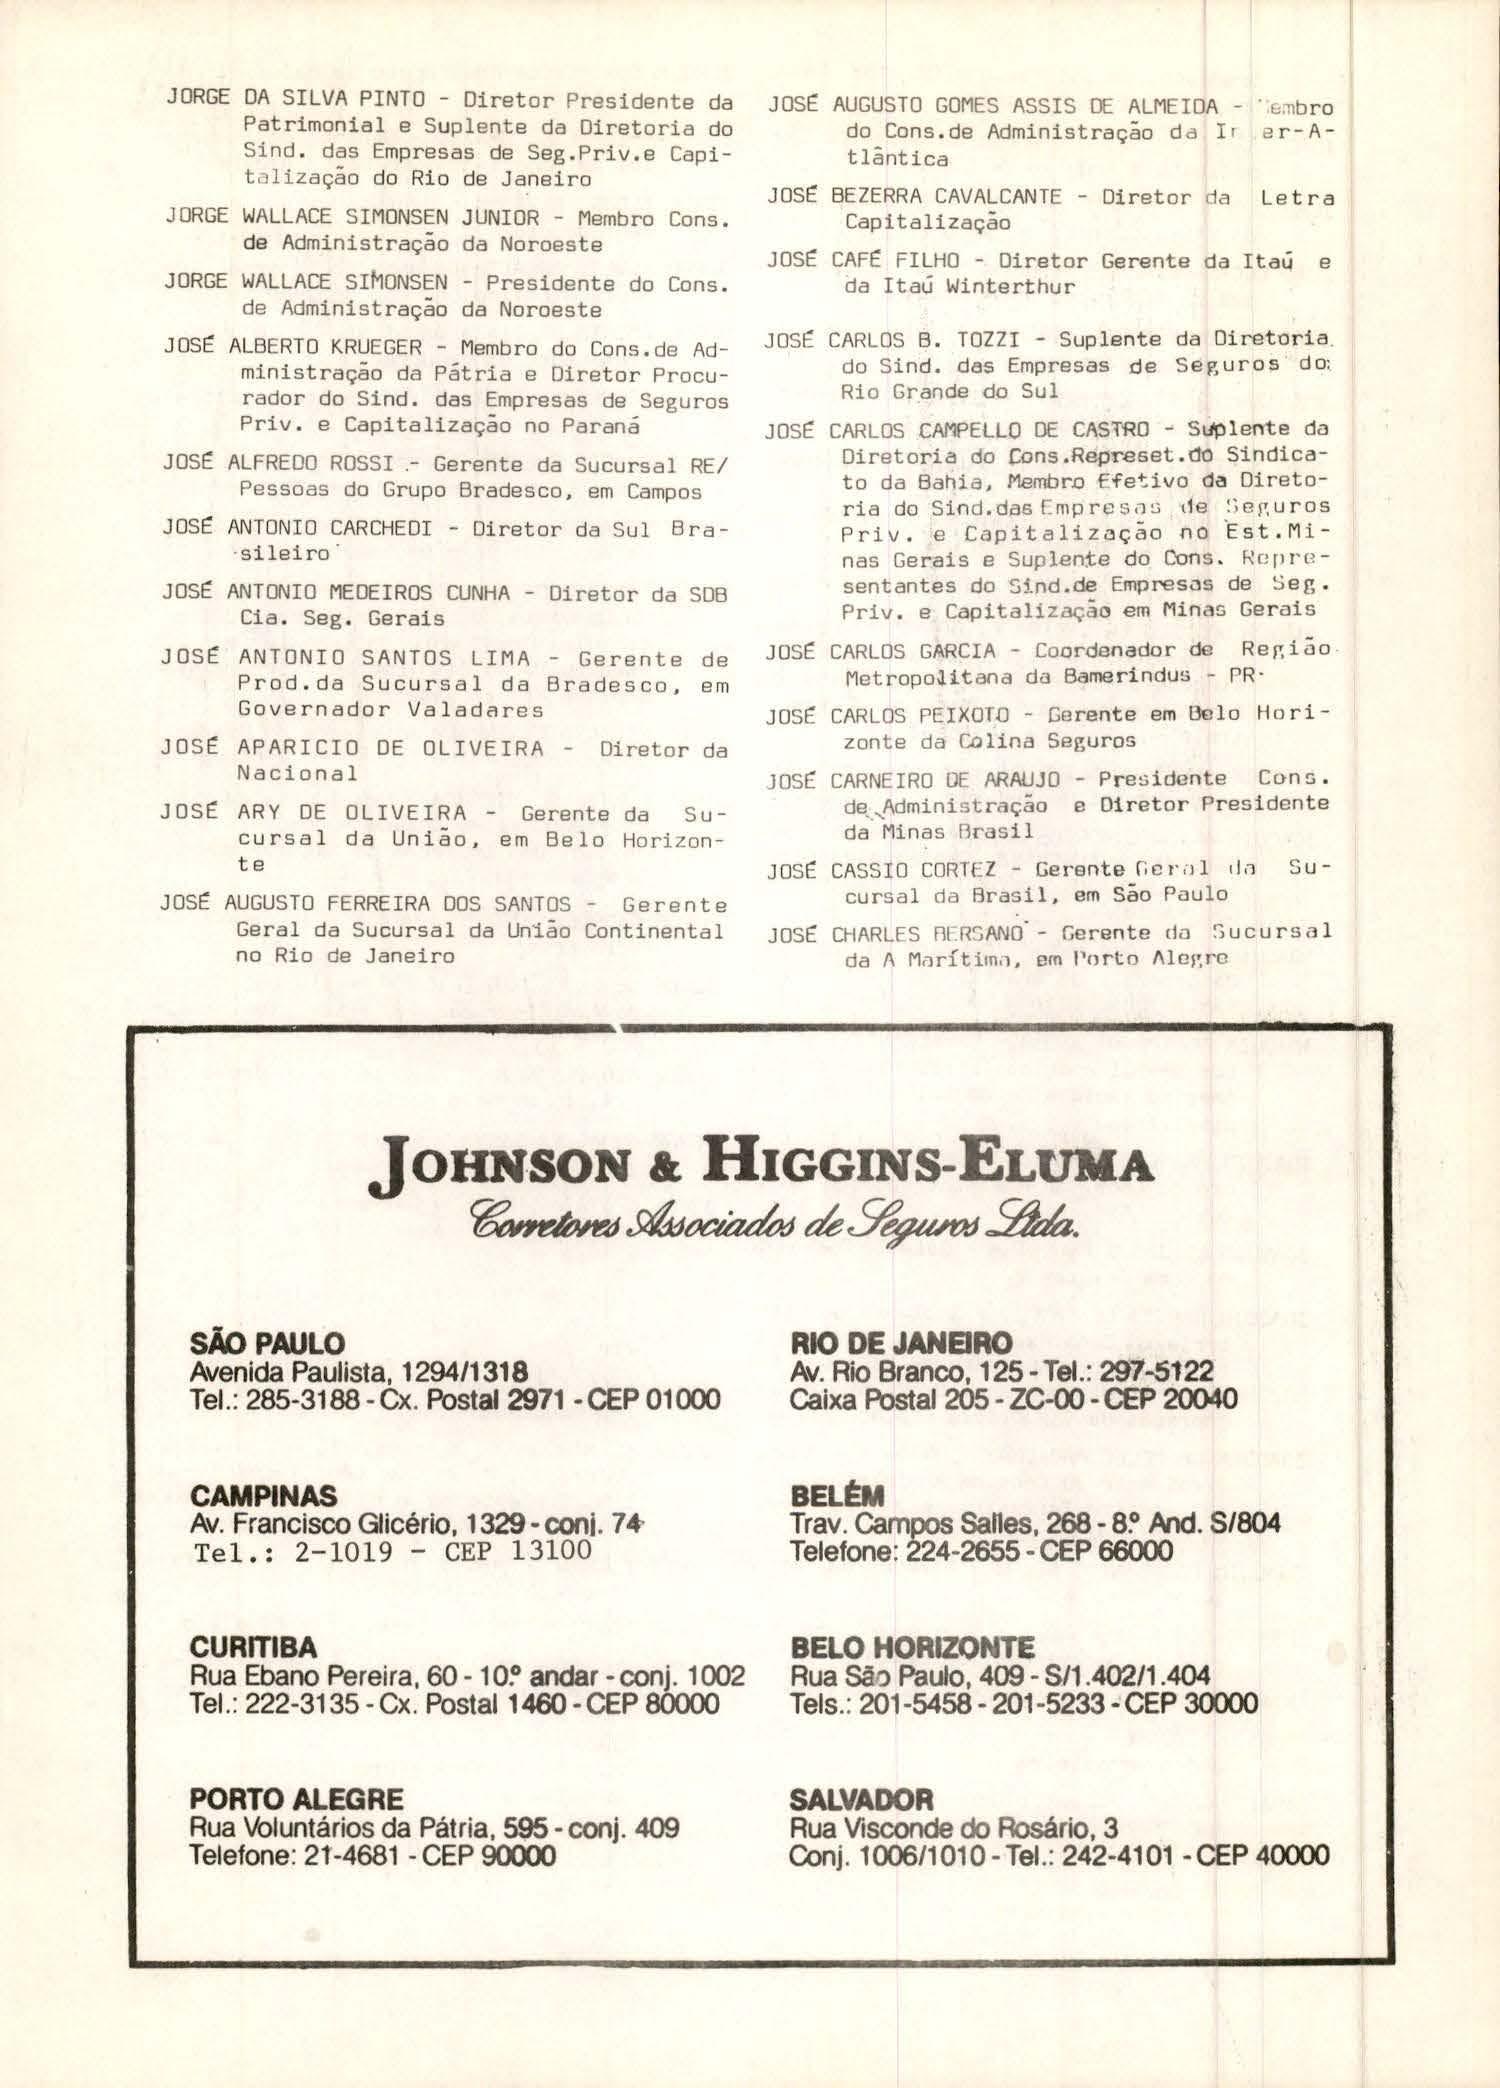 JORGE DA SILVA PINTO - Diretor Presidente da
Patrimonial e Suplente da Diretoria do
Sind. das Empresas de Seg.Priv.e Capi-
talização do Rio de Janeiro
JORGE WALLACE SIMONSEN JUNIOR - Membro Cons.
de Administração da Noroeste
JORGE WALLACE SIMONSEN - Presidente do Cons.
de Administração da Noroeste
JOSÉ ALBERTO KRUEGER - Membro do Cons.de Ad-
ministração da Pátria e Diretor Procu-
rador do Sind. das Empresas de Seguros
Priv. e Capitalização no Paraná
JOSÉ ALFREDO ROSSI - Gerente da Sucursal RE/
Pessoas do Grupo Bradesco, em Campos
JOSÉ ANTONIO CARCHEDI - Diretor da Sul Bra-
sileiro
JOSÉ ANTONIO MEDEIROS CUNHA - Diretor da SDB
Cia. Seg. Gerais
JOSÉ ANTONIO SANTOS LIMA - Gerente de
Prod.da Sucursal da Bradesco, em
Governador Valadares
JOSÉ APARICIO DE OLIVEIRA - Diretor da
Nacional
JOSÉ ARY DE OLIVEIRA - Gerente da Su-
cursal da União, em Belo Horizon-
te
JOSÉ AUGUSTO FERREIRA DOS SANTOS - Gerente
Geral da Sucursal da União Continental
no Rio de Janeiro
JOSÉ AUGUSTO GOMES ASSIS DE ALMEIDA - Membro
do Cons.de Administração da Inter-A-
tlântica
JOSÉ BEZERRA CAVALCANTE - Diretor da Letra
Capitalização
JOSÉ CAFÉ FILHO - Diretor Gerente da Itaú e
da Itaú Winterthur
JOSÉ CARLOS B. TOZZI - Suplente da Diretoria
do Sind. das Empresas de Seguros do
Rio Grande do Sul
JOSÉ CARLOS CAMPELLO DE CASTRO - Suplente da
Diretoria do Cons.Represet.do Sindica-
to da Bahia, Membro Efetivo da Direto-
ria do Sind.das Empresas de Seguros
Priv. e Capitalização no Est.Mi-
nas Gerais e Suplente do Cons. Repre-
sentantes do Sind.de Empresas de Seg.
Priv. e Capitalização em Minas Gerais
JOSÉ CARLOS GARCIA - Coordenador de Região
Metropolitana da Bamerindus - PR
JOSÉ CARLOS PEIXOTO - Gerente em Belo Hori-
zonte da Colina Seguros
JOSÉ CARNEIRO DE ARAUJO - Presidente Cons.
de Administração e Diretor Presidente
da Minas Brasil
JOSÉ CASSIO CORTEZ - Gerente Geral da Su-
cursal da Brasil, em São Paulo
JOSÉ CHARLES BERSANO - Gerente da Sucursal
da A Marítima, em Porto Alegre
JOHNSON & HIGGINS-ELUMA
Corretores Associados de Seguros Ltda.
SÃO PAULO
Avenida Paulista, 1294/1318
Tel.: 285-3188 - Cx. Postal 2971 - CEP 01000
RIO DE JANEIRO
Av. Rio Branco, 125 - Tel.: 297-5122
Caixa Postal 205 - ZC-00 - CEP 20040
CAMPINAS
Av. Francisco Glicério, 1329 - conj. 74
Tel.: 2-1019 - CEP 13100
BELÉM
Trav. Campos Salles, 268 - 8º And. S/804
Telefone: 224-2655 - CEP 66000
CURITIBA
Rua Ebano Pereira, 60 - 10º andar - conj. 1002
Tel.: 222-3135 - Cx. Postal 1460 - CEP 80000
BELO HORIZONTE
Rua São Paulo, 409 - S/1.402/1.404
Tels.: 201-5458 - 201-5233 - CEP 30000
PORTO ALEGRE
Rua Voluntários da Pátria, 595 - conj. 409
Telefone: 21-4681 - CEP 90000
SALVADOR
Rua Visconde do Rosário, 3
Conj. 1006/1010 - Tel.: 242-4101 - CEP 40000